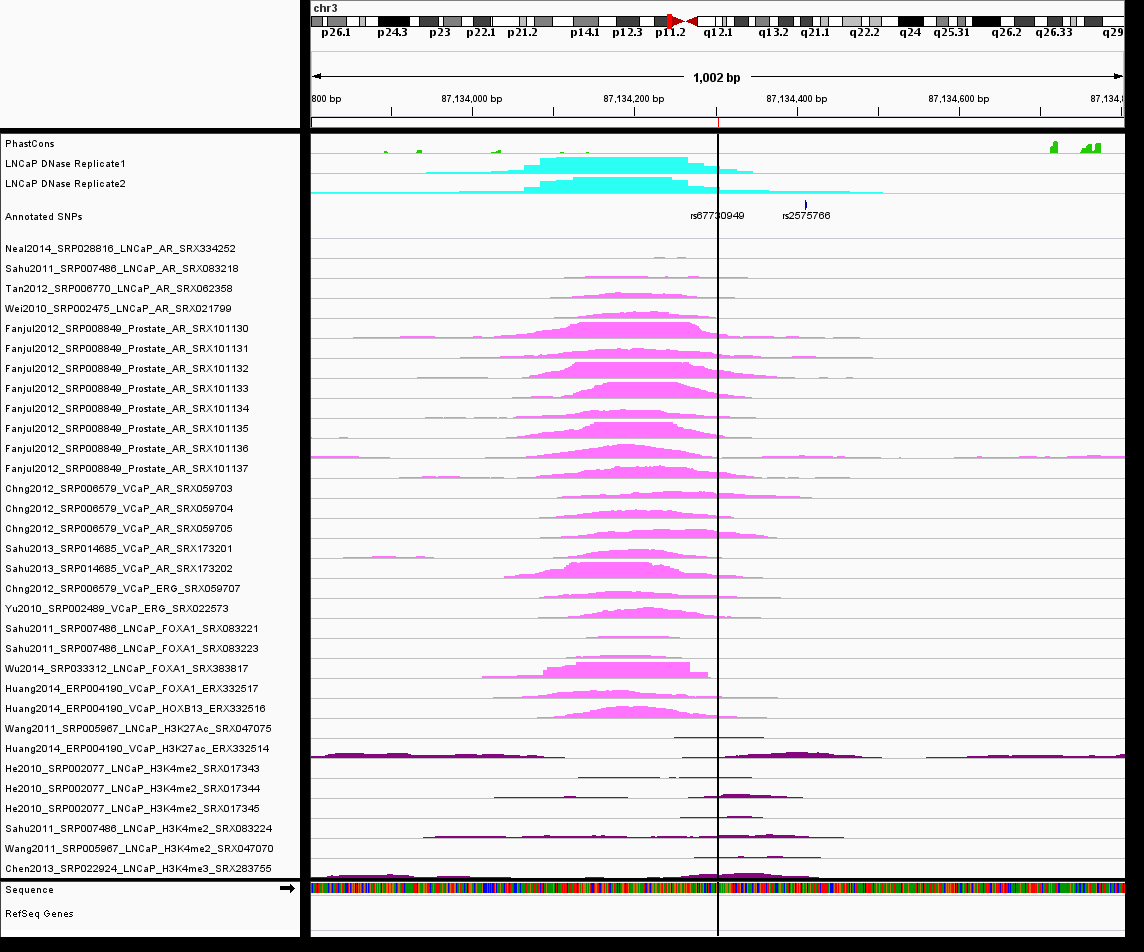 chr3
p26.1 p24.3 p23 p22.1 p21.2 p14.1 p12.3 p11.2 q12.1 q13.2 q21.1 q22.2 q24 q25.31 q26.2 q26.33 q29
1,002 bp
800 bp 87,134,000 bp 87,134,200 bp 87,134,400 bp 87,134,600 bp 87,134,8
PhastCons
LNCaP DNase Replicate1
LNCaP DNase Replicate2
Annotated SNPs rs67730949 rs2575766
Neal2014_SRP028816_LNCaP_AR_SRX334252
Sahu2011_SRP007486_LNCaP_AR_SRX083218
Tan2012_SRP006770_LNCaP_AR_SRX062358
Wei2010_SRP002475_LNCaP_AR_SRX021799
Fanjul2012_SRP008849_Prostate_AR_SRX101130
Fanjul2012_SRP008849_Prostate_AR_SRX101131
Fanjul2012_SRP008849_Prostate_AR_SRX101132
Fanjul2012_SRP008849_Prostate_AR_SRX101133
Fanjul2012_SRP008849_Prostate_AR_SRX101134
Fanjul2012_SRP008849_Prostate_AR_SRX101135
Fanjul2012_SRP008849_Prostate_AR_SRX101136
Fanjul2012_SRP008849_Prostate_AR_SRX101137
Chng2012_SRP006579_VCaP_AR_SRX059703
Chng2012_SRP006579_VCaP_AR_SRX059704
Chng2012_SRP006579_VCaP_AR_SRX059705
Sahu2013_SRP014685_VCaP_AR_SRX173201
Sahu2013_SRP014685_VCaP_AR_SRX173202
Chng2012_SRP006579_VCaP_ERG_SRX059707
Yu2010_SRP002489_VCaP_ERG_SRX022573
Sahu2011_SRP007486_LNCaP_FOXA1_SRX083221
Sahu2011_SRP007486_LNCaP_FOXA1_SRX083223
Wu2014_SRP033312_LNCaP_FOXA1_SRX383817
Huang2014_ERP004190_VCaP_FOXA1_ERX332517
Huang2014_ERP004190_VCaP_HOXB13_ERX332516
Wang2011_SRP005967_LNCaP_H3K27Ac_SRX047075
Huang2014_ERP004190_VCaP_H3K27ac_ERX332514
He2010_SRP002077_LNCaP_H3K4me2_SRX017343
He2010_SRP002077_LNCaP_H3K4me2_SRX017344
He2010_SRP002077_LNCaP_H3K4me2_SRX017345
Sahu2011_SRP007486_LNCaP_H3K4me2_SRX083224
Wang2011_SRP005967_LNCaP_H3K4me2_SRX047070
Chen2013_SRP022924_LNCaP_H3K4me3_SRX283755
Sequence
RefSeq Genes